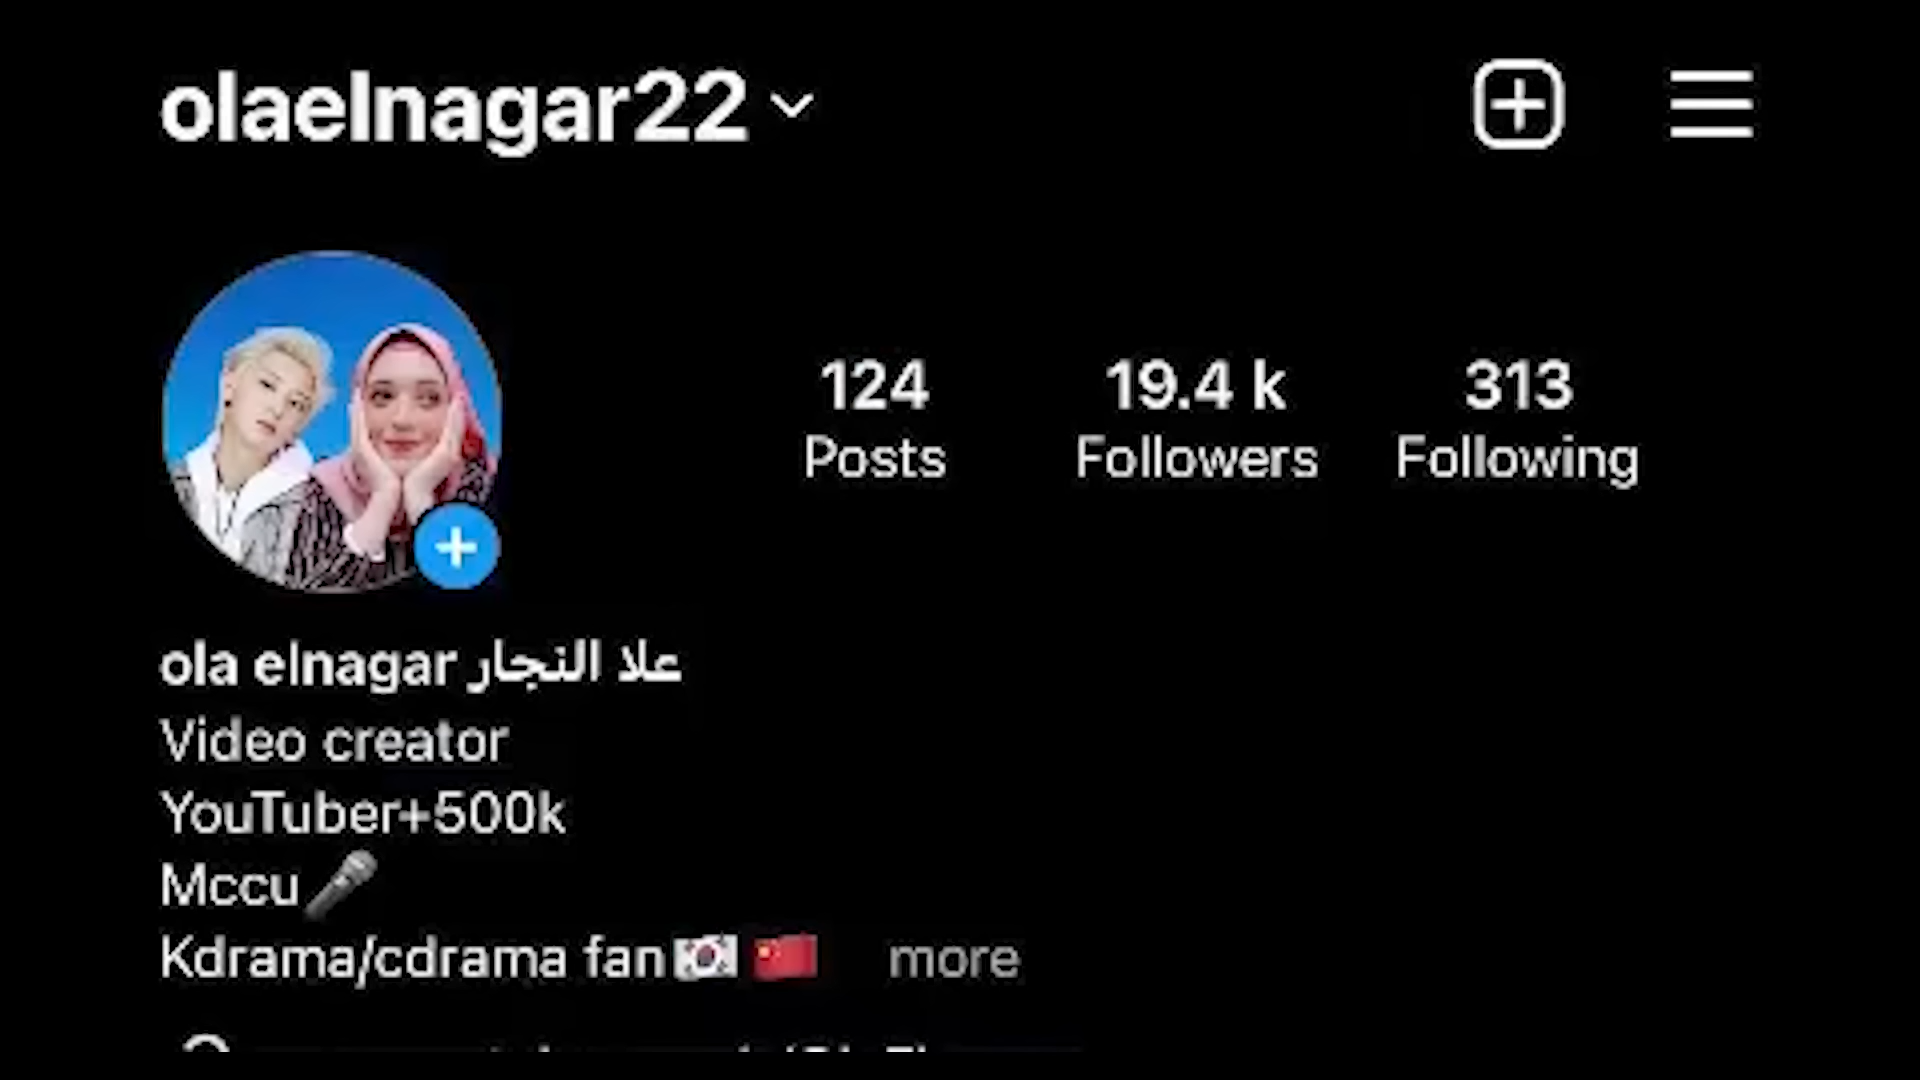 olaelnagar22
124
Posts
19.4 k
Followers
313
Following
ola elnagar علا النجار
Video creator
YouTuber+500k
Mccu🎤
Kdrama/cdrama fan🇰🇷 🇨🇳 more